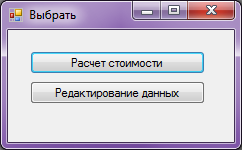 Выбрать
Расчет стоимости
Редактирование данных